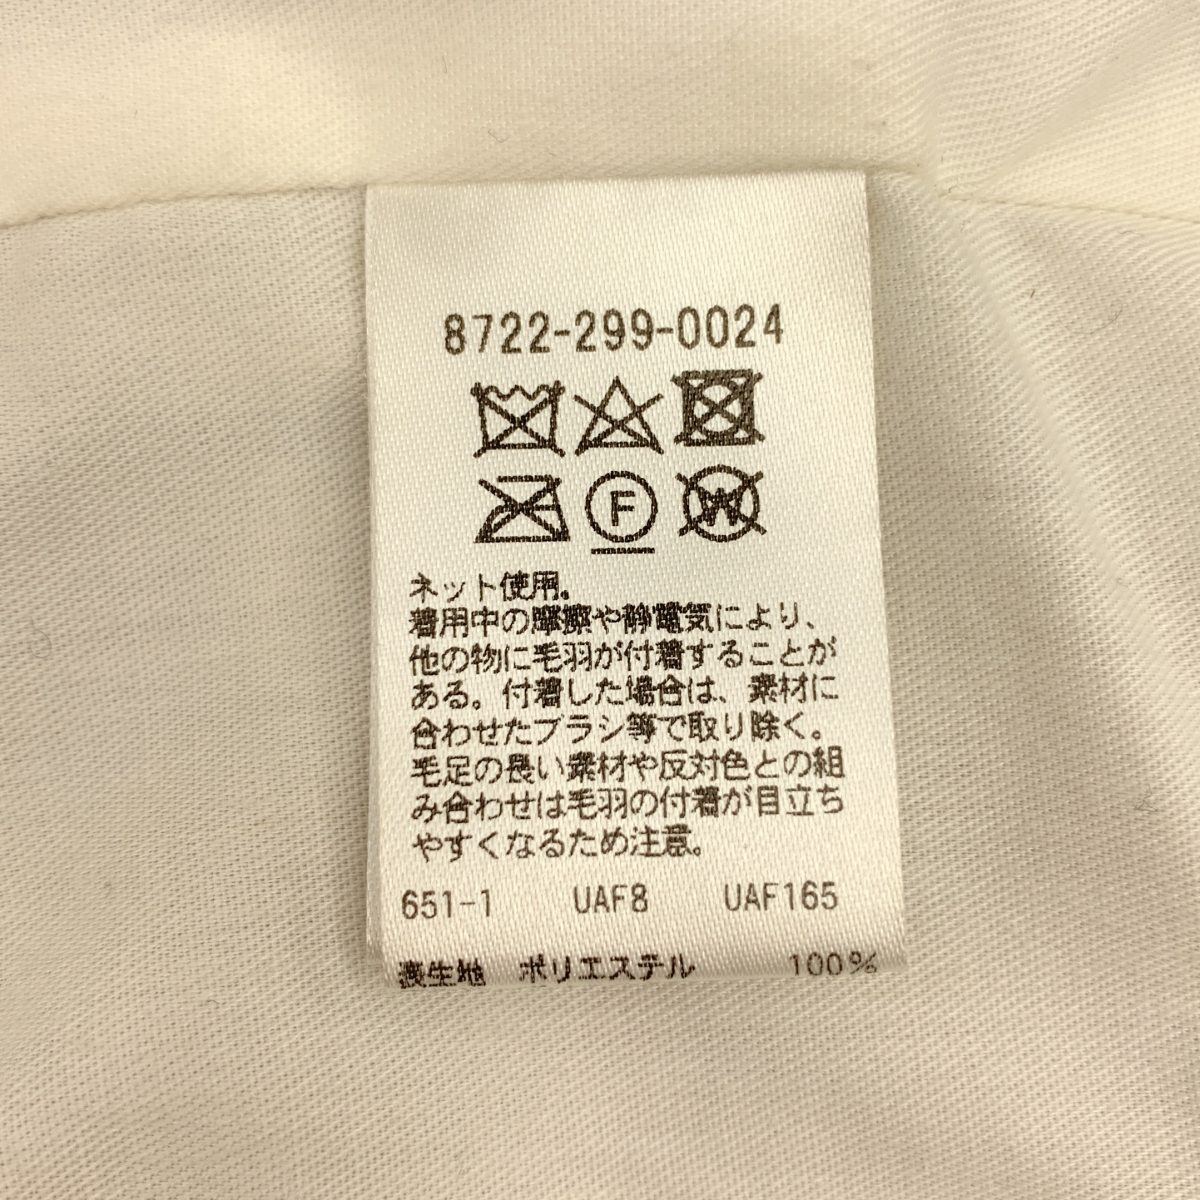 8722-299-0024
F
W
ネット使用。
着用中の摩擦や静電気により、
他の物に毛羽が付着することが
ある。付着した場合は、素材に
合わせたブラシ等で取り除く。
毛足の長い素材や反対色との組
み合わせは毛羽の付着が目立ち
やすくなるため注意。
651-1 UAF8 UAF165
表生地 ポリエステル 100%